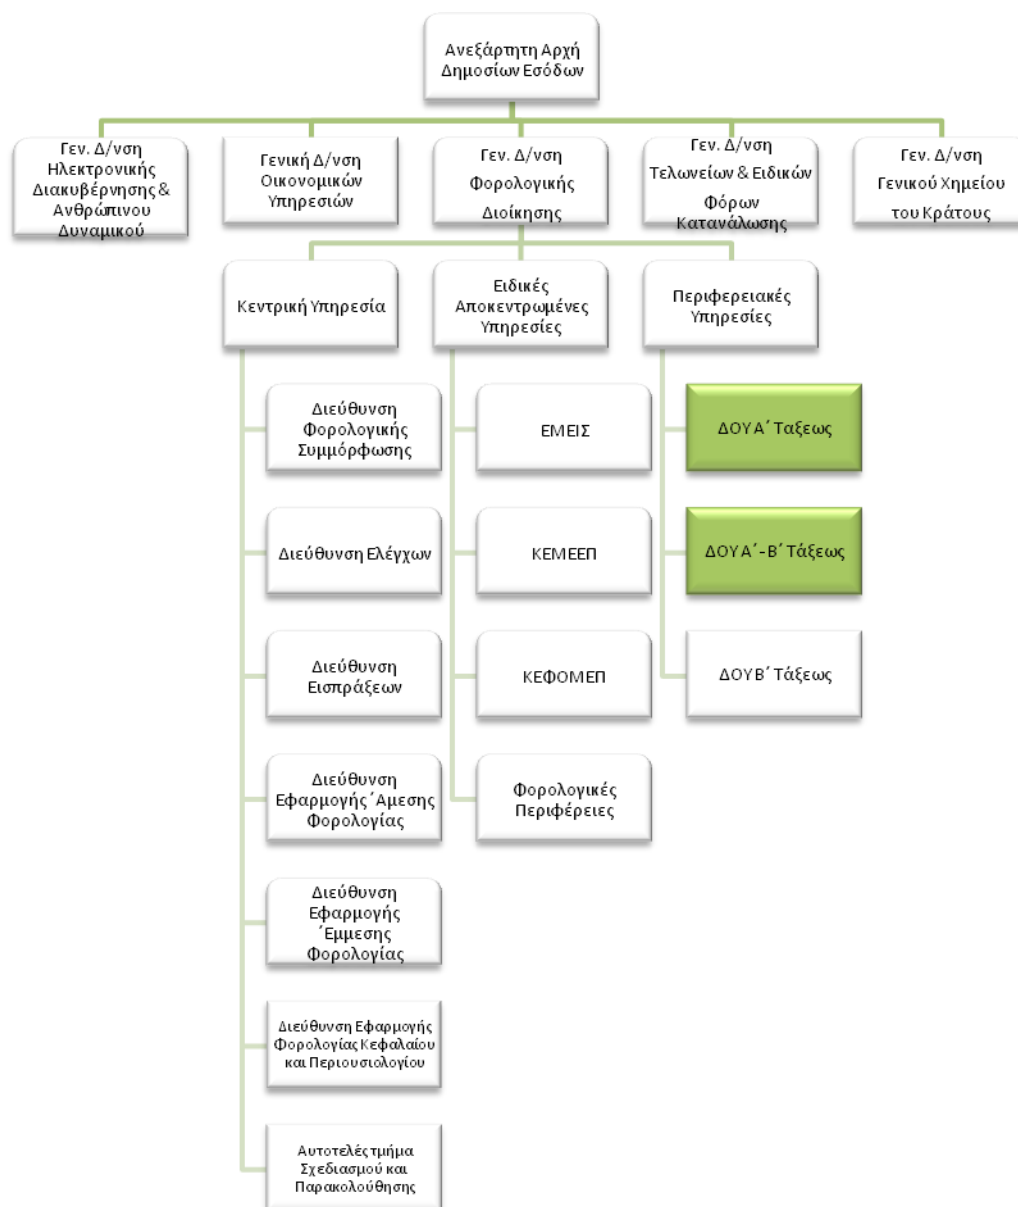 Ανεξάρτητη Αρχή
Δημοσίων Εσόδων
Γεν. Δ/νση
Ηλεκτρονικής
Διακυβέρνησης &
Ανθρώπινου
Δυναμικού
Γενική Δ/νση
Οικονομικών
Υπηρεσιών
Γεν. Δ/νση
Φορολογικής
Διοίκησης
Γεν. Δ/νση
Τελωνείων & Ειδικών
Φόρων
Κατανάλωσης
Γεν. Δ/νση
Γενικού Χημείου
του Κράτους
Κεντρική Υπηρεσία
Ειδικές
Αποκεντρωμένες
Υπηρεσίες
Περιφερειακές
Υπηρεσίες
Διεύθυνση
Φορολογικής
Συμμόρφωσης
Διεύθυνση Ελέγχων
Διεύθυνση
Εισπράξεων
Διεύθυνση
Εφαρμογής ΄Αμεσης
Φορολογίας
Διεύθυνση
Εφαρμογής
΄Εμμεσης
Φορολογίας
Διεύθυνση Εφαρμογής
Φορολογίας Κεφαλαίου
και Περιουσιολογίου
Αυτοτελές τμήμα
Σχεδιασμού και
Παρακολούθησης
ΕΜΕΙΣ
ΚΕΜΕΕΠ
ΚΕΦΟΜΕΠ
Φορολογικές
Περιφέρειες
ΔΟΥ Α΄ Ταξεως
ΔΟΥ Α΄-Β΄ Τάξεως
ΔΟΥ Β΄ Τάξεως